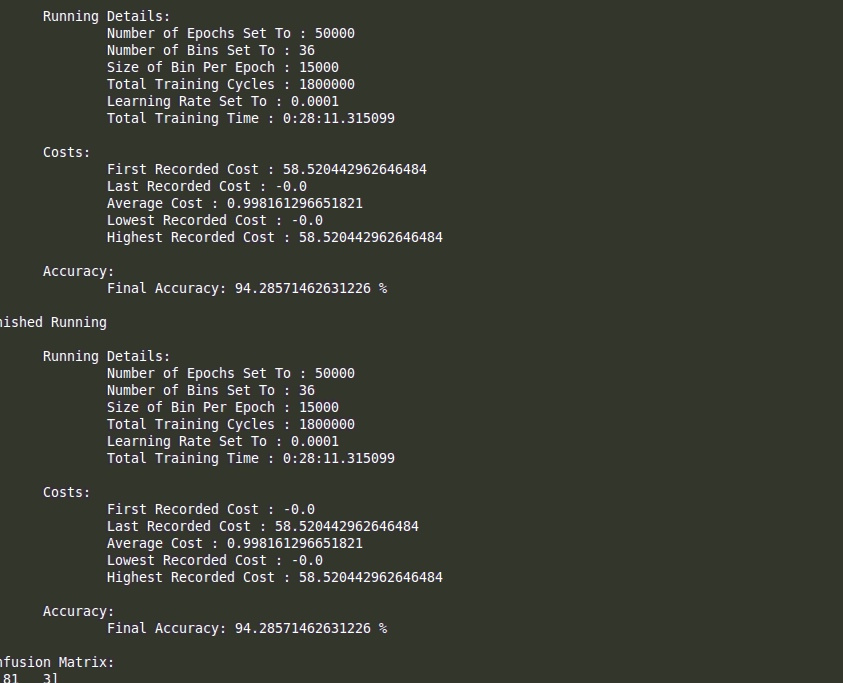 Running Details:
Number of Epochs Set To : 50000
Number of Bins Set To : 36
Size of Bin Per Epoch : 15000
Total Training Cycles : 1800000
Learning Rate Set To : 0.0001
Total Training Time : 0:28:11.315099
Costs:
First Recorded Cost : 58.520442962646484
Last Recorded Cost : -0.0
Average Cost : 0.998161296651821
Lowest Recorded Cost : -0.0
Highest Recorded Cost : 58.520442962646484
Accuracy:
Final Accuracy: 94.28571462631226 %
nished Running
Running Details:
Number of Epochs Set To : 50000
Number of Bins Set To : 36
Size of Bin Per Epoch : 15000
Total Training Cycles : 1800000
Learning Rate Set To : 0.0001
Total Training Time : 0:28:11.315099
Costs:
First Recorded Cost : -0.0
Last Recorded Cost : 58.520442962646484
Average Cost : 0.998161296651821
Lowest Recorded Cost : -0.0
Highest Recorded Cost : 58.520442962646484
Accuracy:
Final Accuracy: 94.28571462631226 %
nfusion Matrix:
81 3]